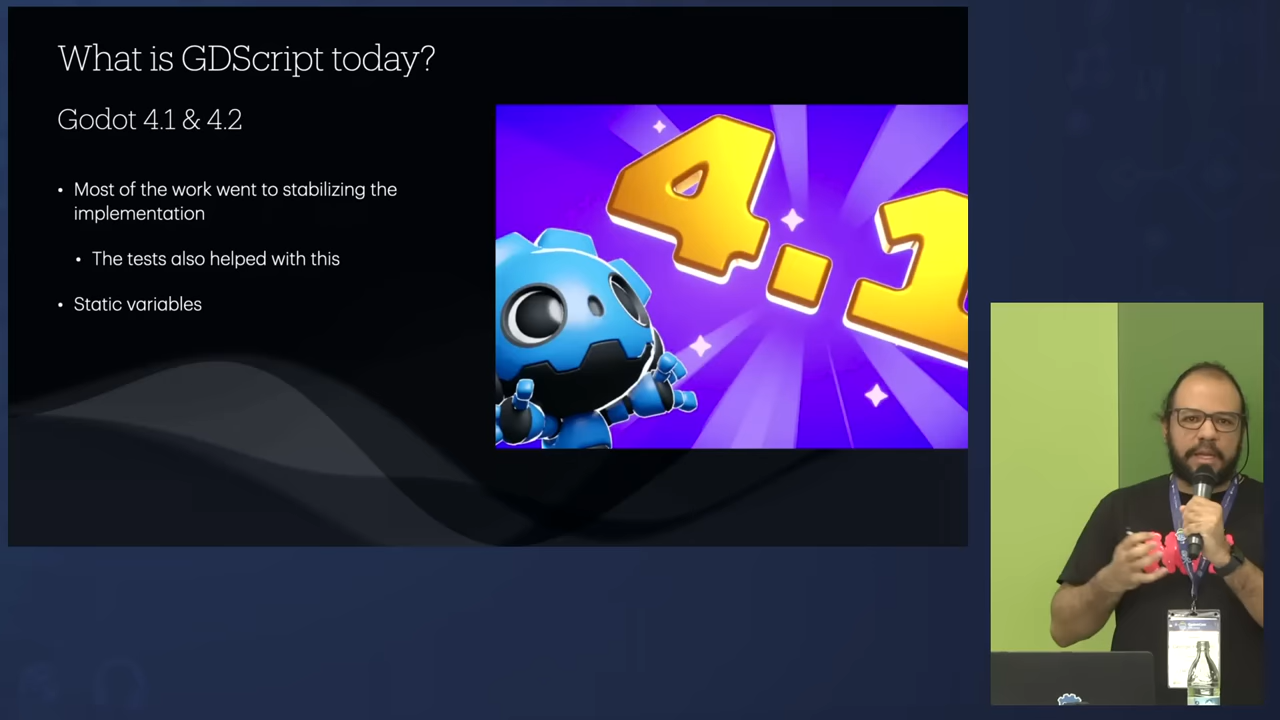 What is GDScript today?
Godot 4.1 & 4.2
• Most of the work went to stabilizing the
implementation
• The tests also helped with this
• Static variables
4.1